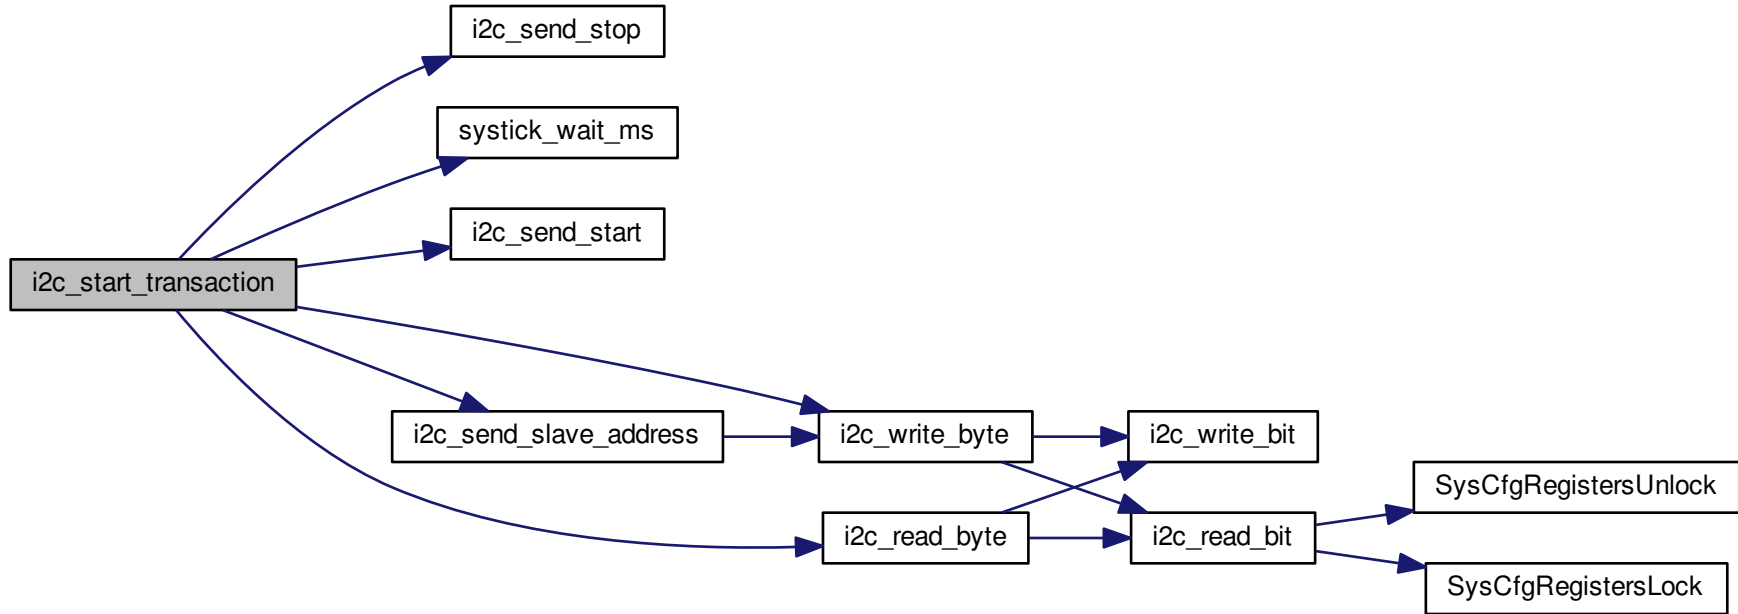 i2c_send_stop
systick_wait_ms
i2c_send_start
i2c_start_transaction
i2c_send_slave_address
i2c_write_byte
i2c_write_bit
SysCfgRegistersUnlock
i2c_read_byte
i2c_read_bit
SysCfgRegistersLock